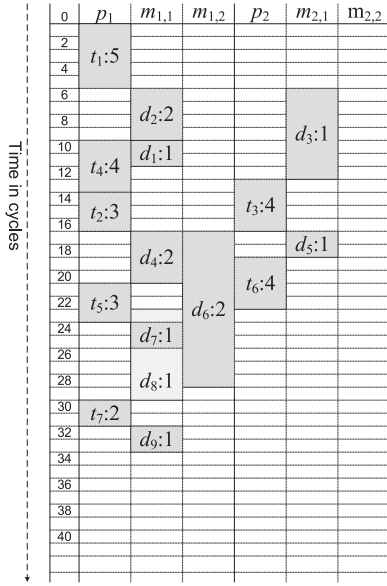 0 p1 m1,1 m1,2 p2 m2,1 m2,2
2
t1:5
4
6
d2:2
8
d3:1
10
d1:1
t4:4
12
14
t2:3
t3:4
16
18
d4:2
d5:1
20
t6:4
22
t5:3
d6:2
24
d7:1
26
d8:1
28
30
t7:2
32
d9:1
34
36
38
40
Time in cycles